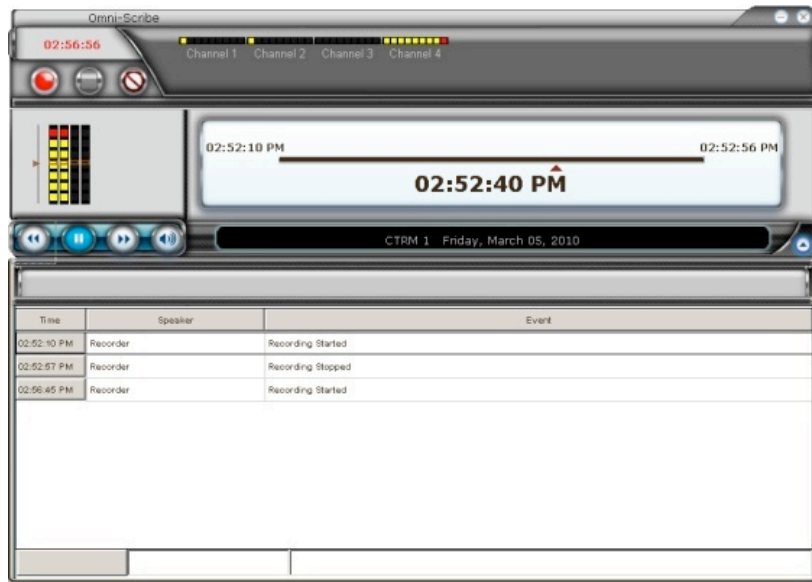 Omni-Scribe
02:56:56
Channel 1 Channel 2 Channel 3 Channel 4
02:52:10 PM 02:52:56 PM
02:52:40 PM
CTRM 1 Friday, March 05, 2010
Time Speaker Event
02:52:10 PM Recorder Recording Started
02:52:57 PM Recorder Recording Stopped
02:56:45 PM Recorder Recording Started